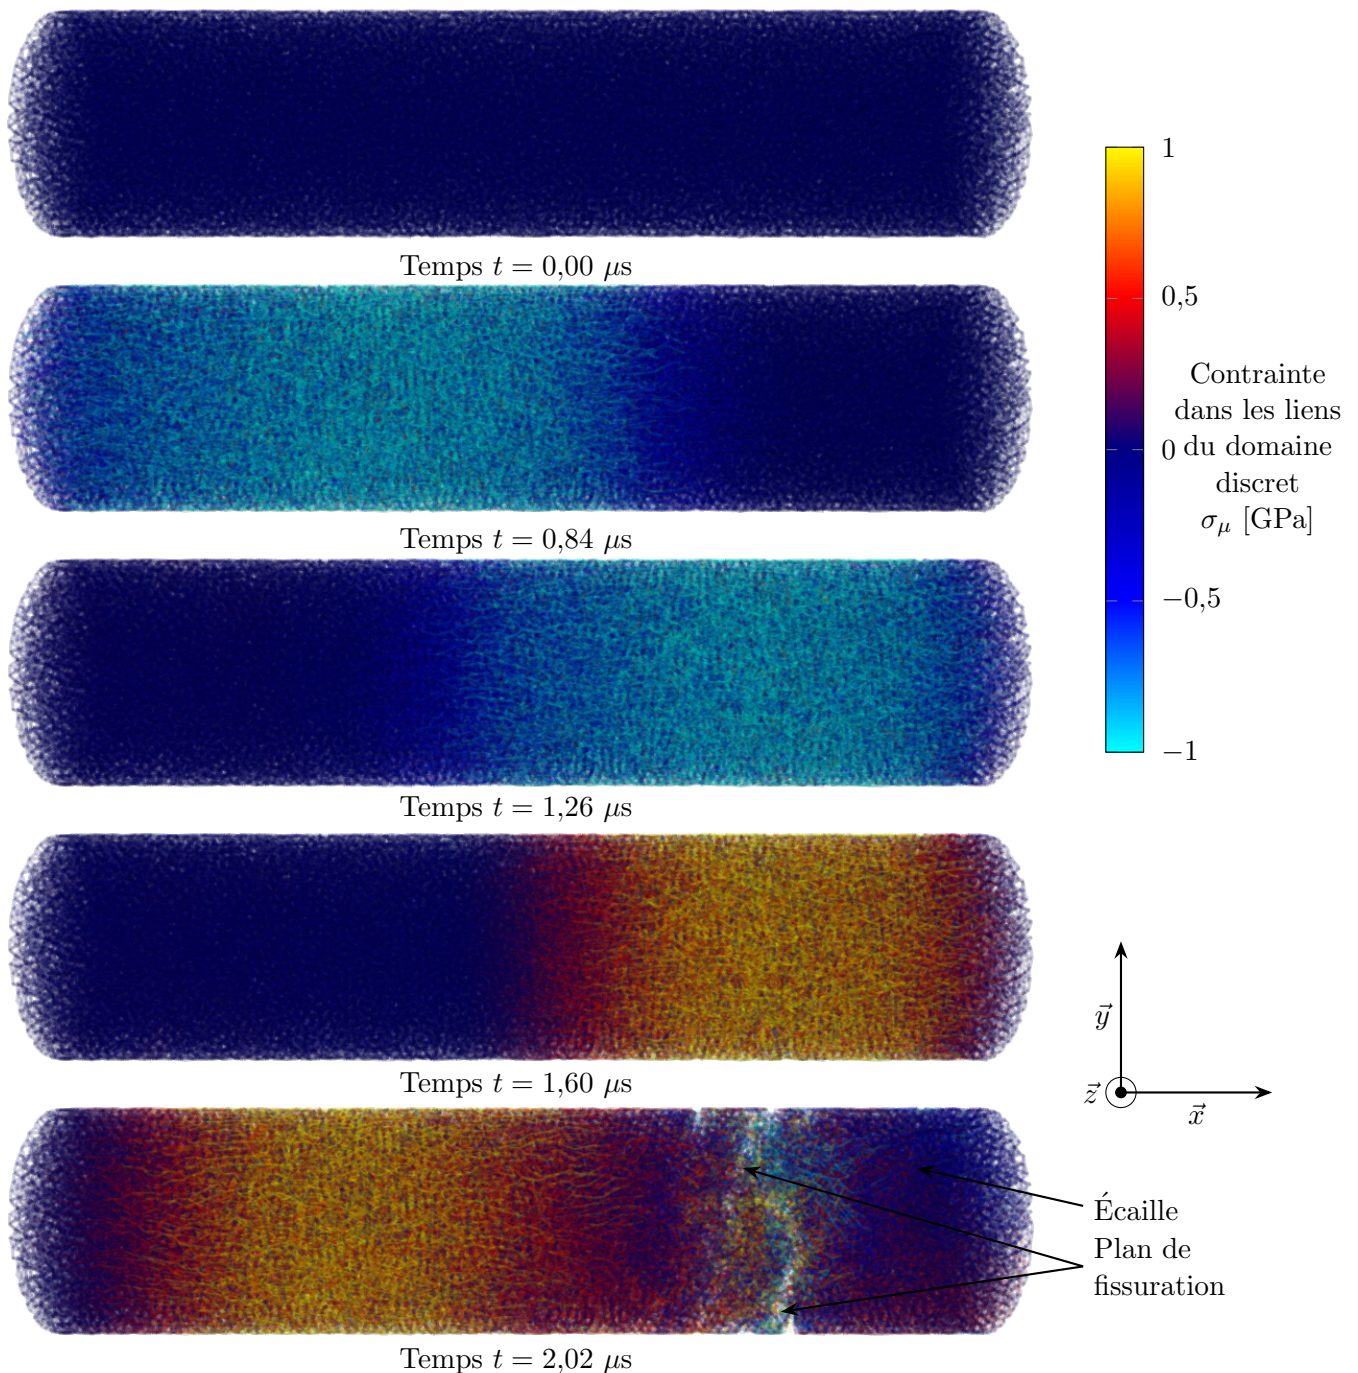 Temps t = 0,00 μs
Temps t = 0,84 μs
Temps t = 1,26 μs
Temps t = 1,60 μs
Temps t = 2,02 μs
1
0,5
0
−0,5
−1
Contrainte
dans les liens
du domaine
discret
σμ [GPa]
y⃗
z⃗
x⃗
Écaille
Plan de
fissuration